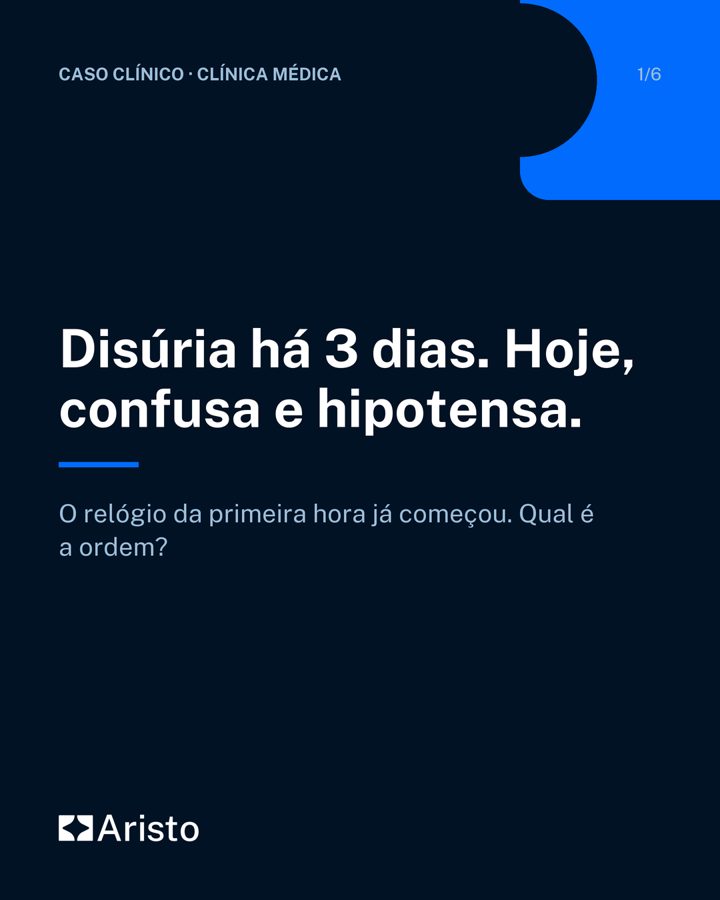 CASO CLÍNICO · CLÍNICA MÉDICA
1/6
Disúria há 3 dias. Hoje,
confusa e hipotensa.
O relógio da primeira hora já começou. Qual é
a ordem?
Aristo